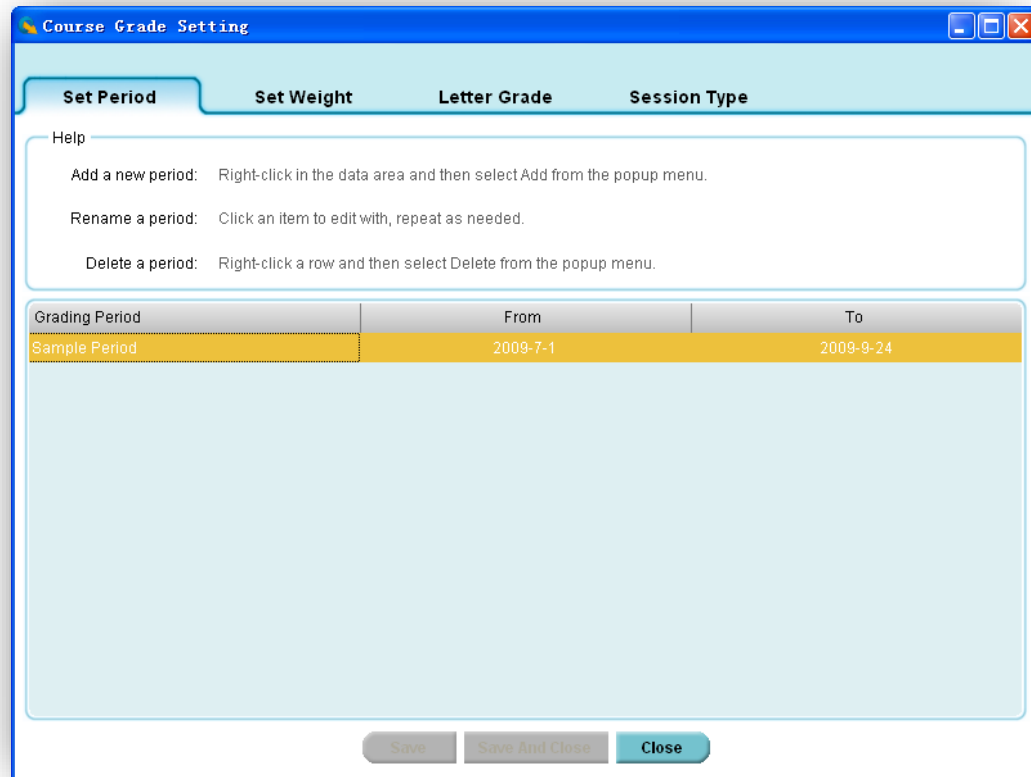 Course Grade Setting
Set Period Set Weight Letter Grade Session Type
Help
Add a new period: Right-click in the data area and then select Add from the popup menu.
Rename a period: Click an item to edit with, repeat as needed.
Delete a period: Right-click a row and then select Delete from the popup menu.
Grading Period From To
Sample Period 2009-7-1 2009-9-24
Save Save And Close Close